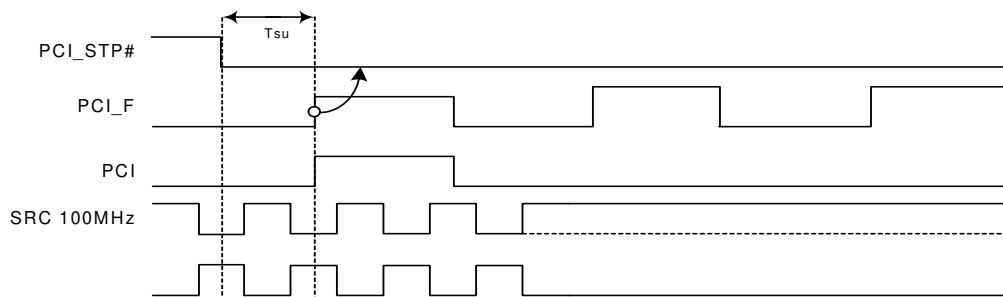 Tsu
PCI_STP#
PCI_F
PCI
SRC 100MHz